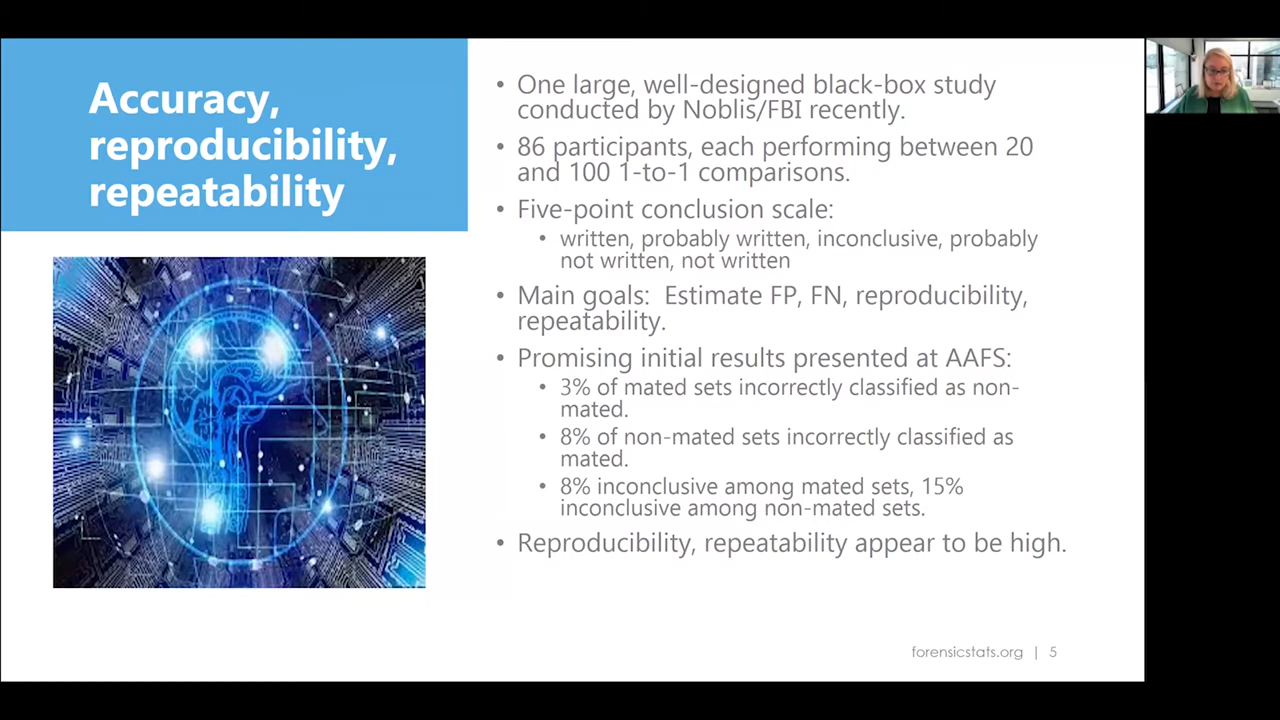 Accuracy,
reproducibility,
repeatability
• One large, well-designed black-box study
conducted by Noblis/FBI recently.
• 86 participants, each performing between 20
and 100 1-to-1 comparisons.
• Five-point conclusion scale:
• written, probably written, inconclusive, probably
not written, not written
• Main goals: Estimate FP, FN, reproducibility,
repeatability.
• Promising initial results presented at AAFS:
• 3% of mated sets incorrectly classified as non-
mated.
• 8% of non-mated sets incorrectly classified as
mated.
• 8% inconclusive among mated sets, 15%
inconclusive among non-mated sets.
• Reproducibility, repeatability appear to be high.
forensicstats.org | 5